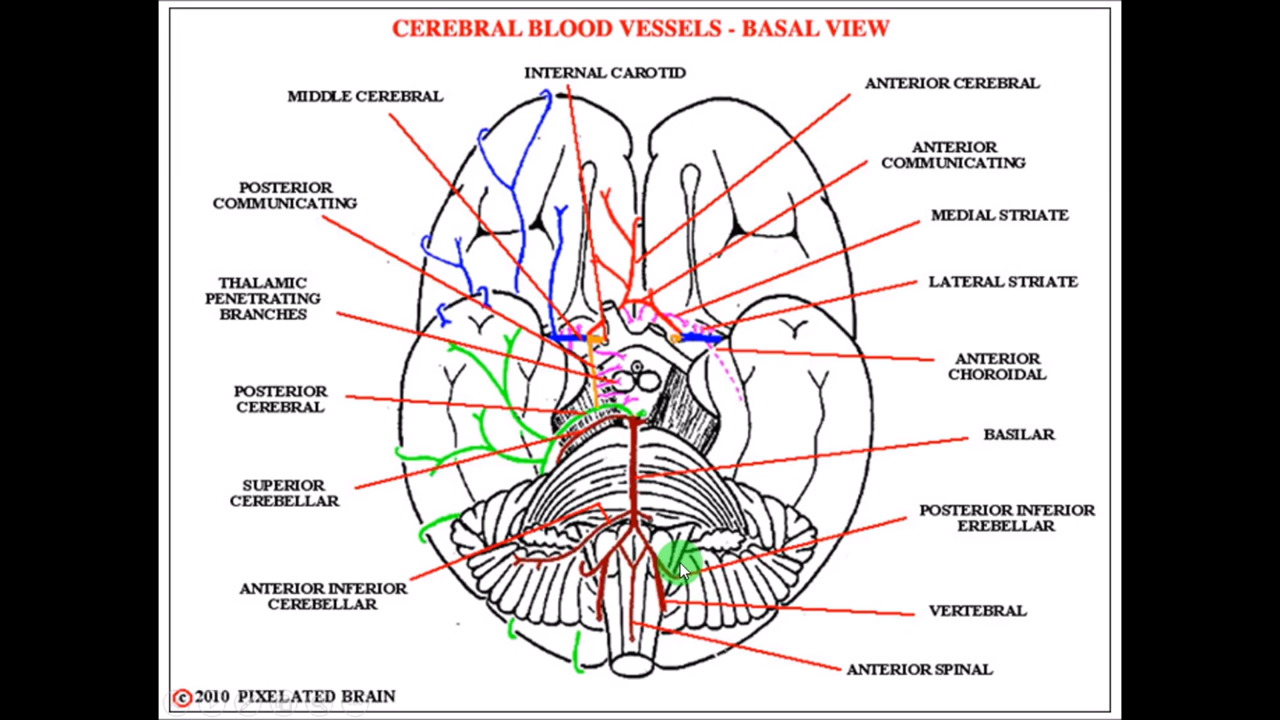 CEREBRAL BLOOD VESSELS - BASAL VIEW
INTERNAL CAROTID
MIDDLE CEREBRAL
ANTERIOR CEREBRAL
ANTERIOR
COMMUNICATING
POSTERIOR
COMMUNICATING
MEDIAL STRIATE
THALAMIC
PENETRATING
BRANCHES
LATERAL STRIATE
ANTERIOR
CHOROIDAL
POSTERIOR
CEREBRAL
BASILAR
SUPERIOR
CEREBELLAR
POSTERIOR INFERIOR
EREBELLAR
ANTERIOR INFERIOR
CEREBELLAR
VERTEBRAL
ANTERIOR SPINAL
© 2010 PIXELATED BRAIN